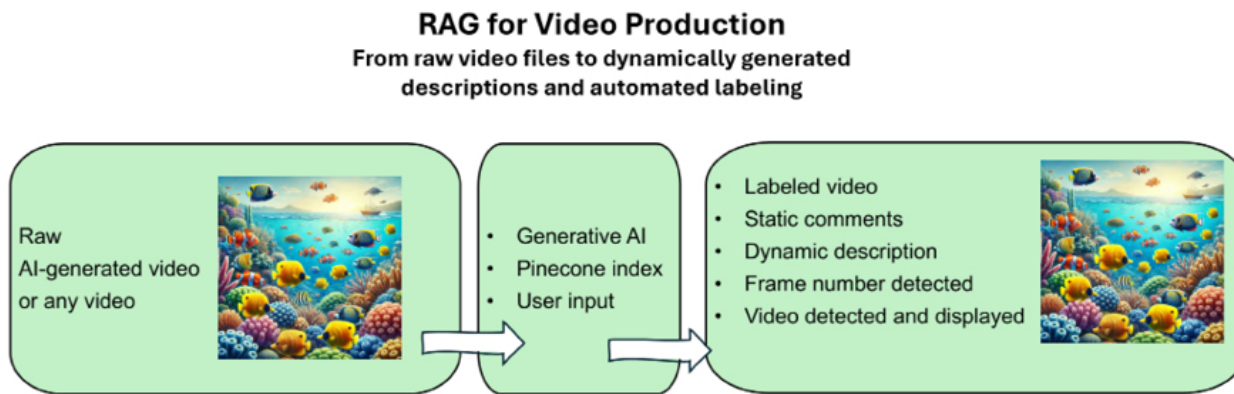 RAG for Video Production
From raw video files to dynamically generated
descriptions and automated labeling
Raw
AI-generated video
or any video
• Generative AI
• Pinecone index
• User input
• Labeled video
• Static comments
• Dynamic description
• Frame number detected
• Video detected and displayed